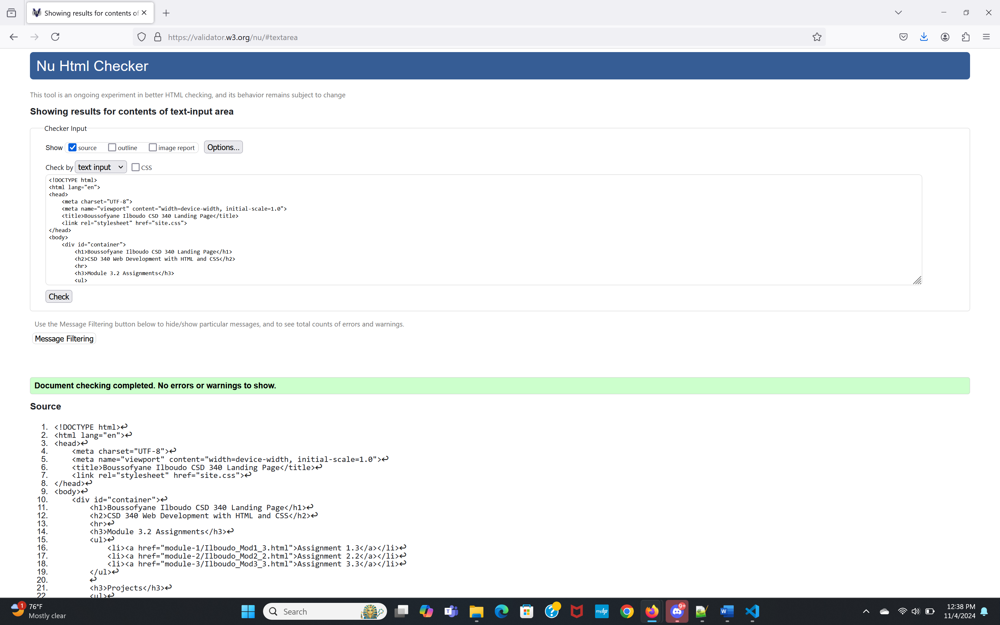 Showing results for contents of
https://validator.w3.org/nu/#textarea
Nu Html Checker
This tool is an ongoing experiment in better HTML checking, and its behavior remains subject to change
Showing results for contents of text-input area
Checker Input
Show source outline image report Options...
Check by text input CSS
<!DOCTYPE html>
<html lang="en">
<head>
    <meta charset="UTF-8">
    <meta name="viewport" content="width=device-width, initial-scale=1.0">
    <title>Boussofyane Ilboudo CSD 340 Landing Page</title>
    <link rel="stylesheet" href="site.css">
</head>
<body>
    <div id="container">
        <h1>Boussofyane Ilboudo CSD 340 Landing Page</h1>
        <h2>CSD 340 Web Development with HTML and CSS</h2>
        <hr>
        <h3>Module 3.2 Assignments</h3>
        <ul>
Check
Use the Message Filtering button below to hide/show particular messages, and to see total counts of errors and warnings.
Message Filtering
Document checking completed. No errors or warnings to show.
Source
1. <!DOCTYPE html>↩
2. <html lang="en">↩
3. <head>↩
4.     <meta charset="UTF-8">↩
5.     <meta name="viewport" content="width=device-width, initial-scale=1.0">↩
6.     <title>Boussofyane Ilboudo CSD 340 Landing Page</title>↩
7.     <link rel="stylesheet" href="site.css">↩
8. </head>↩
9. <body>↩
10.     <div id="container">↩
11.         <h1>Boussofyane Ilboudo CSD 340 Landing Page</h1>↩
12.         <h2>CSD 340 Web Development with HTML and CSS</h2>↩
13.         <hr>↩
14.         <h3>Module 3.2 Assignments</h3>↩
15.         <ul>↩
16.             <li><a href="module-1/Ilboudo_Mod1_3.html">Assignment 1.3</a></li>↩
17.             <li><a href="module-2/Ilboudo_Mod2_2.html">Assignment 2.2</a></li>↩
18.             <li><a href="module-3/Ilboudo_Mod3_3.html">Assignment 3.3</a></li>↩
19.         </ul>↩
20.         ↩
21.         <h3>Projects</h3>↩
22.         <ul>↩
1
76°F
Mostly clear
Search
T
?
myhp
9+
W
12:38 PM
11/4/2024